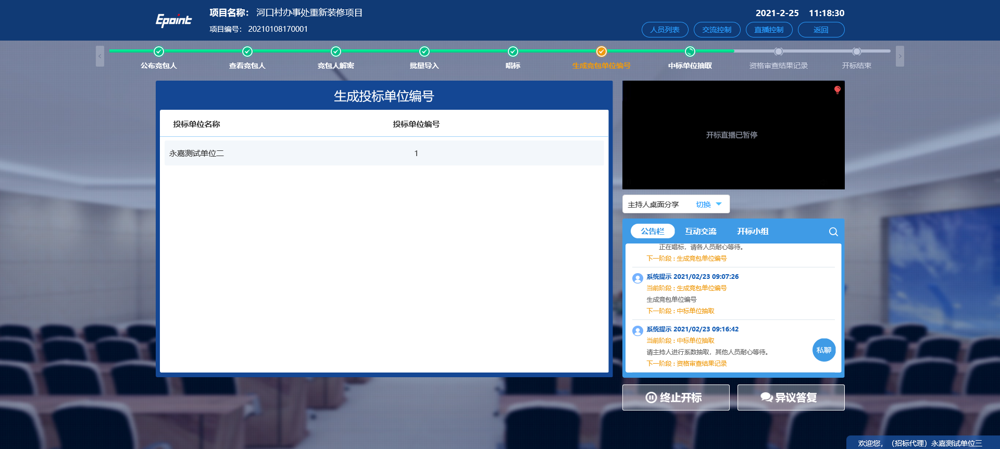 Epoint
项目名称： 河口村办事处重新装修项目
项目编号： 20210108170001
2021-2-25 11:18:30
人员列表 交流控制 直播控制 返回
公布竞包人 查看竞包人 竞包人解密 批量导入 唱标 生成竞包单位编号 中标单位抽取 资格审查结果记录 开标结束
生成投标单位编号
投标单位名称 投标单位编号
永嘉测试单位二 1
开标直播已暂停
主持人桌面分享 切换
公告栏 互动交流 开标小组
正在唱标，请各人员耐心等待。
下一阶段 : 生成竞包单位编号
系统提示 2021/02/23 09:07:26
当前阶段 : 生成竞包单位编号
生成竞包单位编号
下一阶段 : 中标单位抽取
系统提示 2021/02/23 09:16:42
当前阶段 : 中标单位抽取
请主持人进行系数抽取，其他人员耐心等待。
下一阶段 : 资格审查结果记录
私聊
终止开标 异议答复
欢迎您，（招标代理）永嘉测试单位三